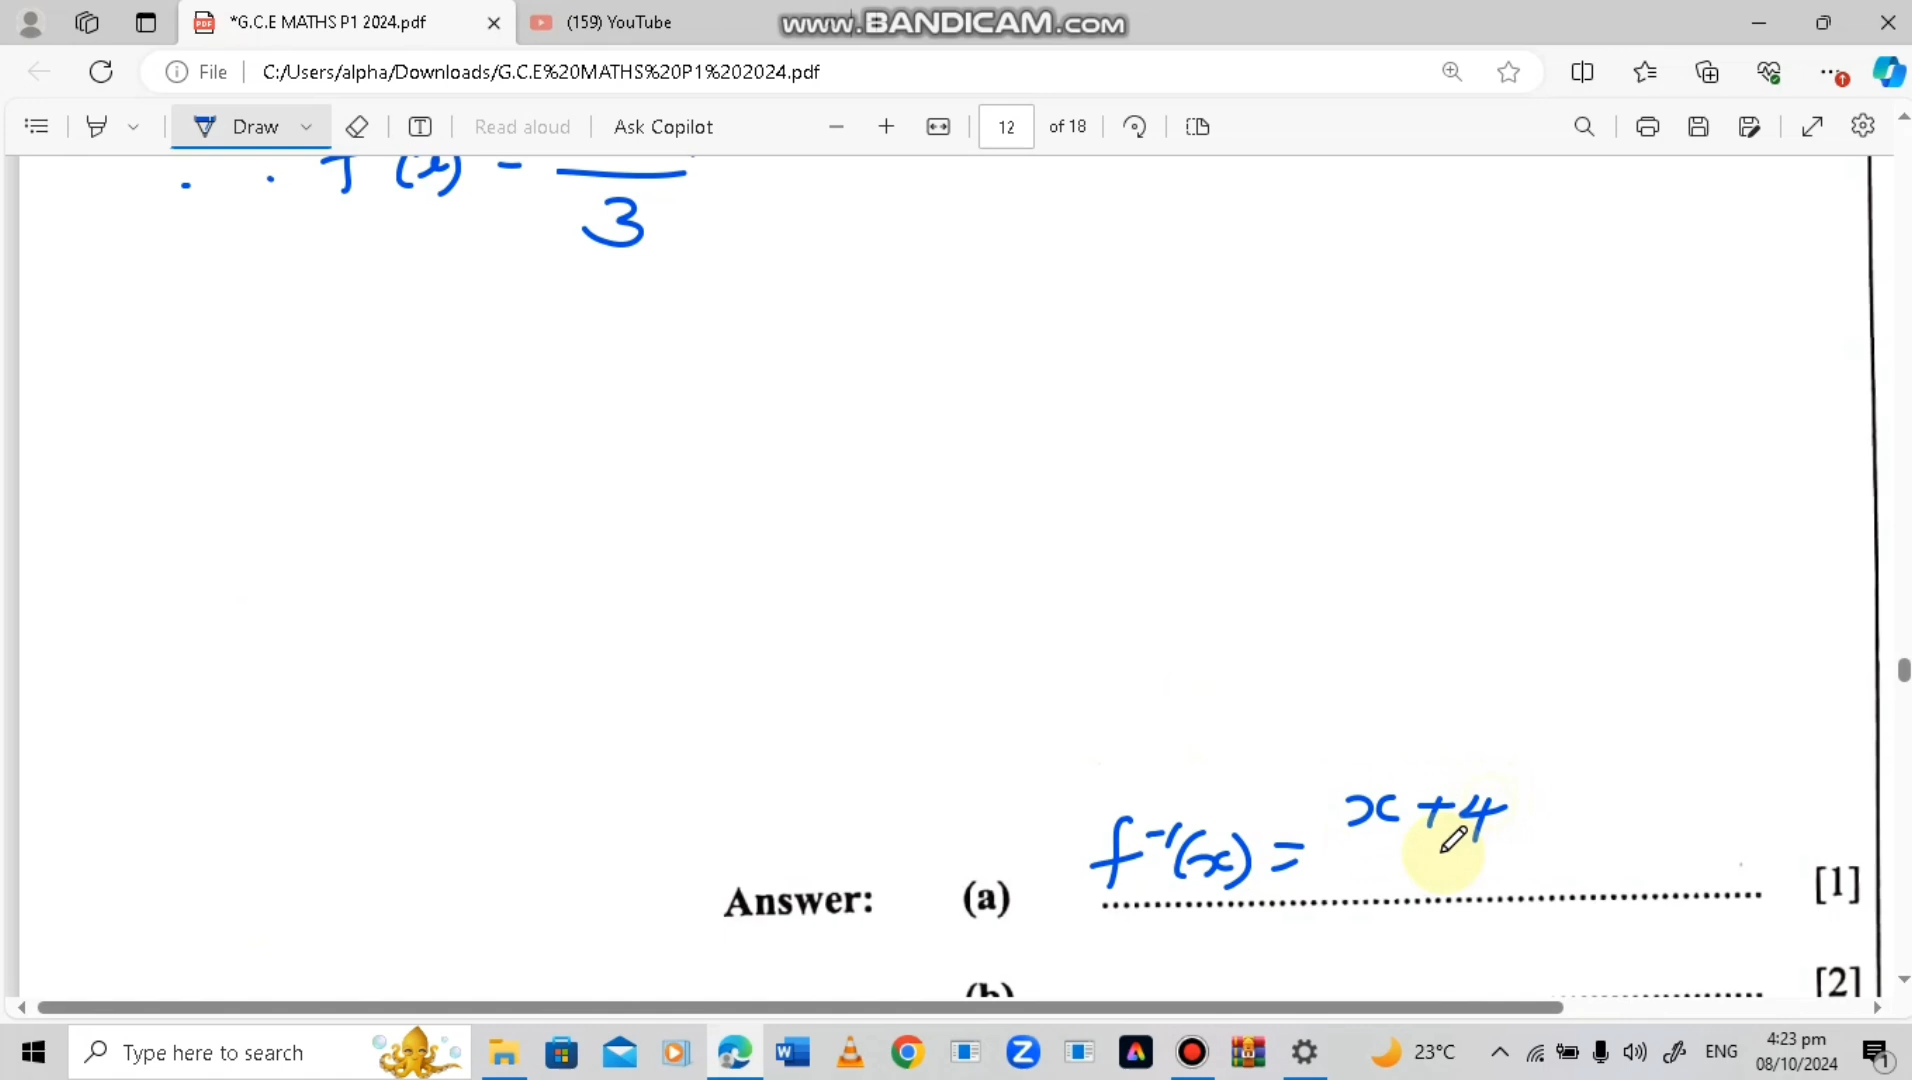 *G.C.E MATHS P1 2024.pdf
(159) YouTube
www.BANDICAM.com
File
C:/Users/alpha/Downloads/G.C.E%20MATHS%20P1%202024.pdf
Draw
Read aloud
Ask Copilot
12
of 18
3
x + 4
f⁻¹(x) =
Answer: (a) [1]
(b) [2]
Type here to search
23°C
ENG
4:23 pm
08/10/2024
1